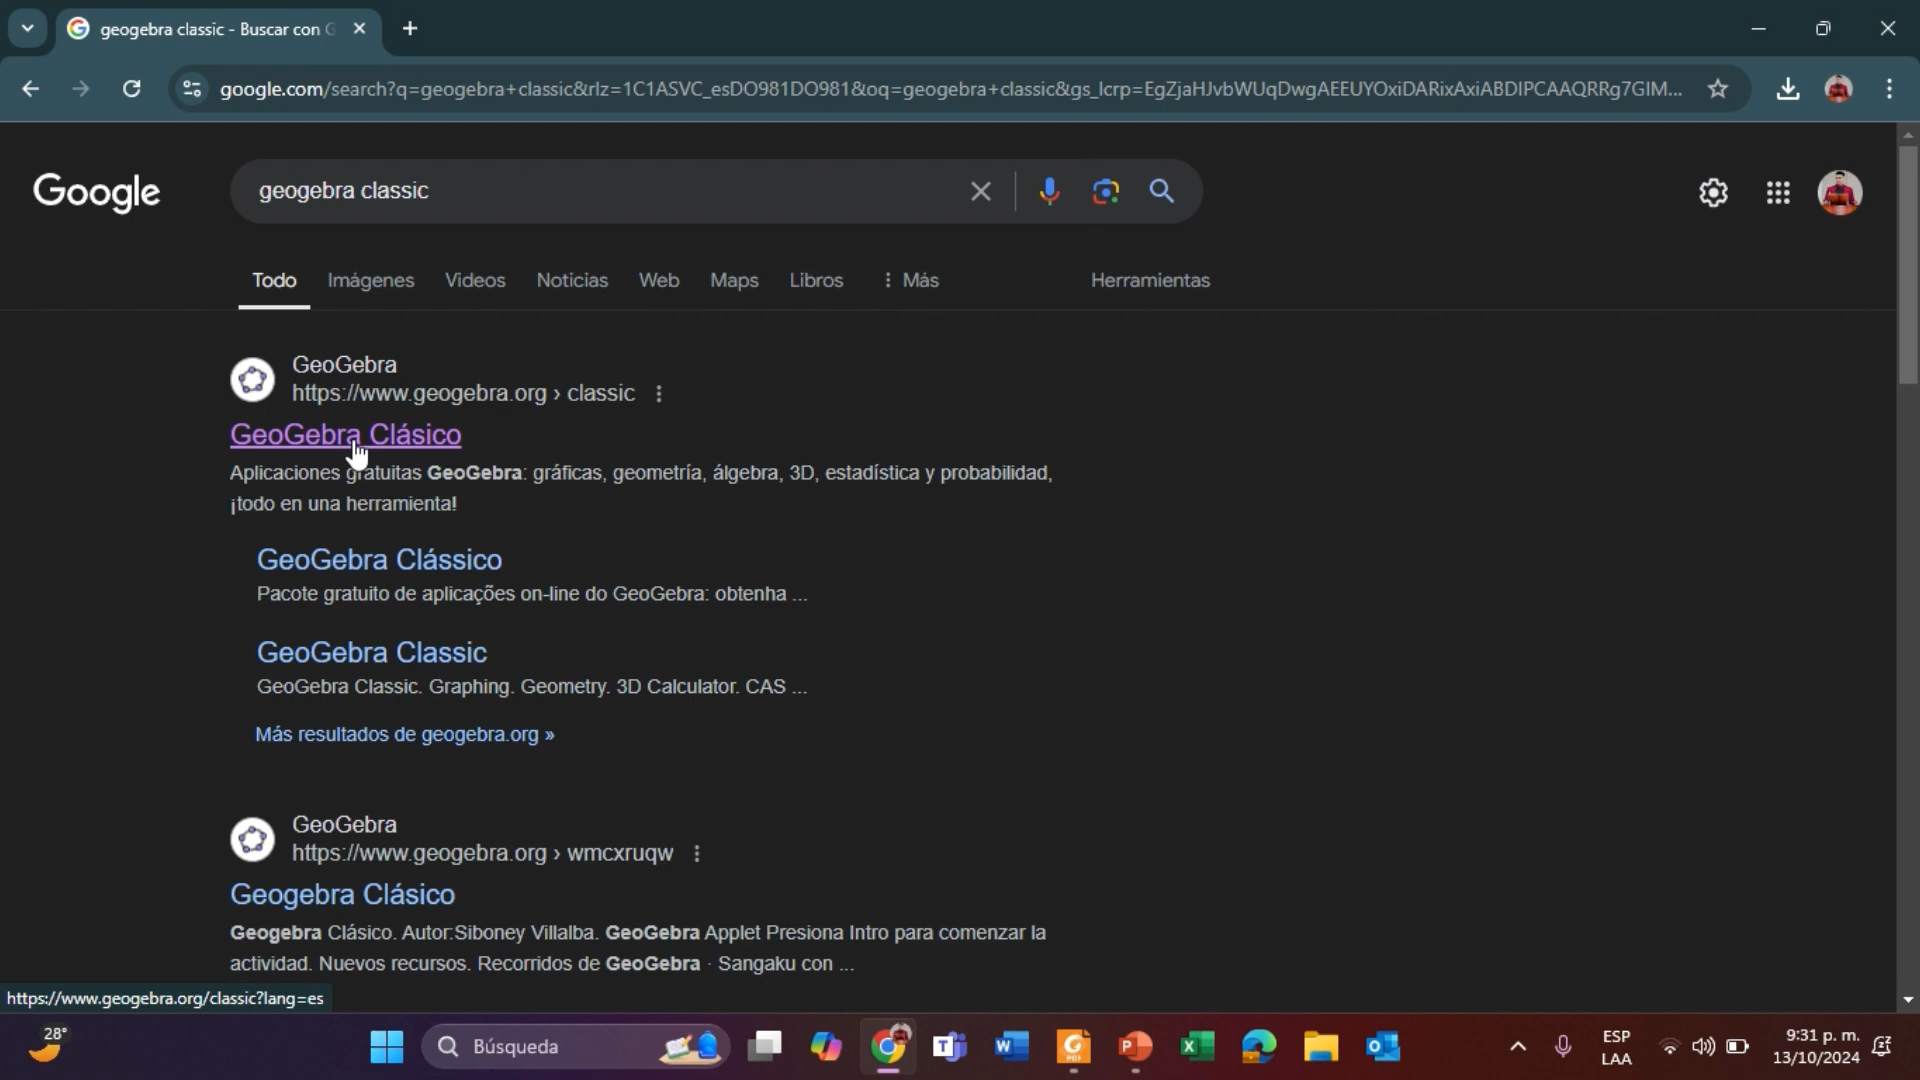 geogebra classic - Buscar con G
google.com/search?q=geogebra+classic&rlz=1C1ASVC_esDO981DO981&oq=geogebra+classic&gs_lcrp=EgZjaHJvbWUqDwgAEEUYOxiDARixAxiABDIPCAAQRRg7GIM...
Google
geogebra classic
Todo Imágenes Videos Noticias Web Maps Libros Más Herramientas
GeoGebra
https://www.geogebra.org › classic
GeoGebra Clásico
Aplicaciones gratuitas GeoGebra: gráficas, geometría, álgebra, 3D, estadística y probabilidad,
¡todo en una herramienta!
GeoGebra Clássico
Pacote gratuito de aplicações on-line do GeoGebra: obtenha ...
GeoGebra Classic
GeoGebra Classic. Graphing. Geometry. 3D Calculator. CAS ...
Más resultados de geogebra.org »
GeoGebra
https://www.geogebra.org › wmcxruqw
Geogebra Clásico
Geogebra Clásico. Autor:Siboney Villalba. GeoGebra Applet Presiona Intro para comenzar la
actividad. Nuevos recursos. Recorridos de GeoGebra · Sangaku con ...
https://www.geogebra.org/classic?lang=es
28°
Búsqueda
ESP
LAA
9:31 p. m.
13/10/2024